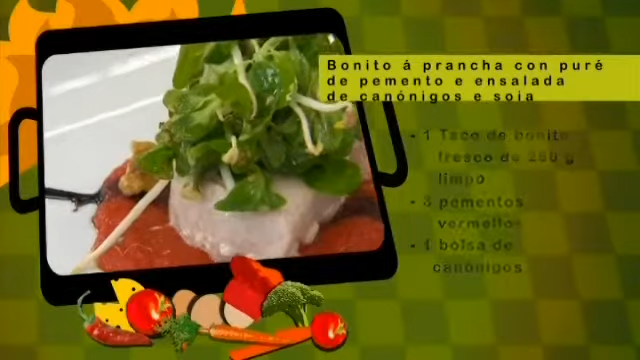 Bonito á prancha con puré
de pemento e ensalada
de canónigos e soia
- 1 Taco de bonito
fresco de 280 g
limpo
- 3 pementos
vermellos
- 1 bolsa de
canónigos